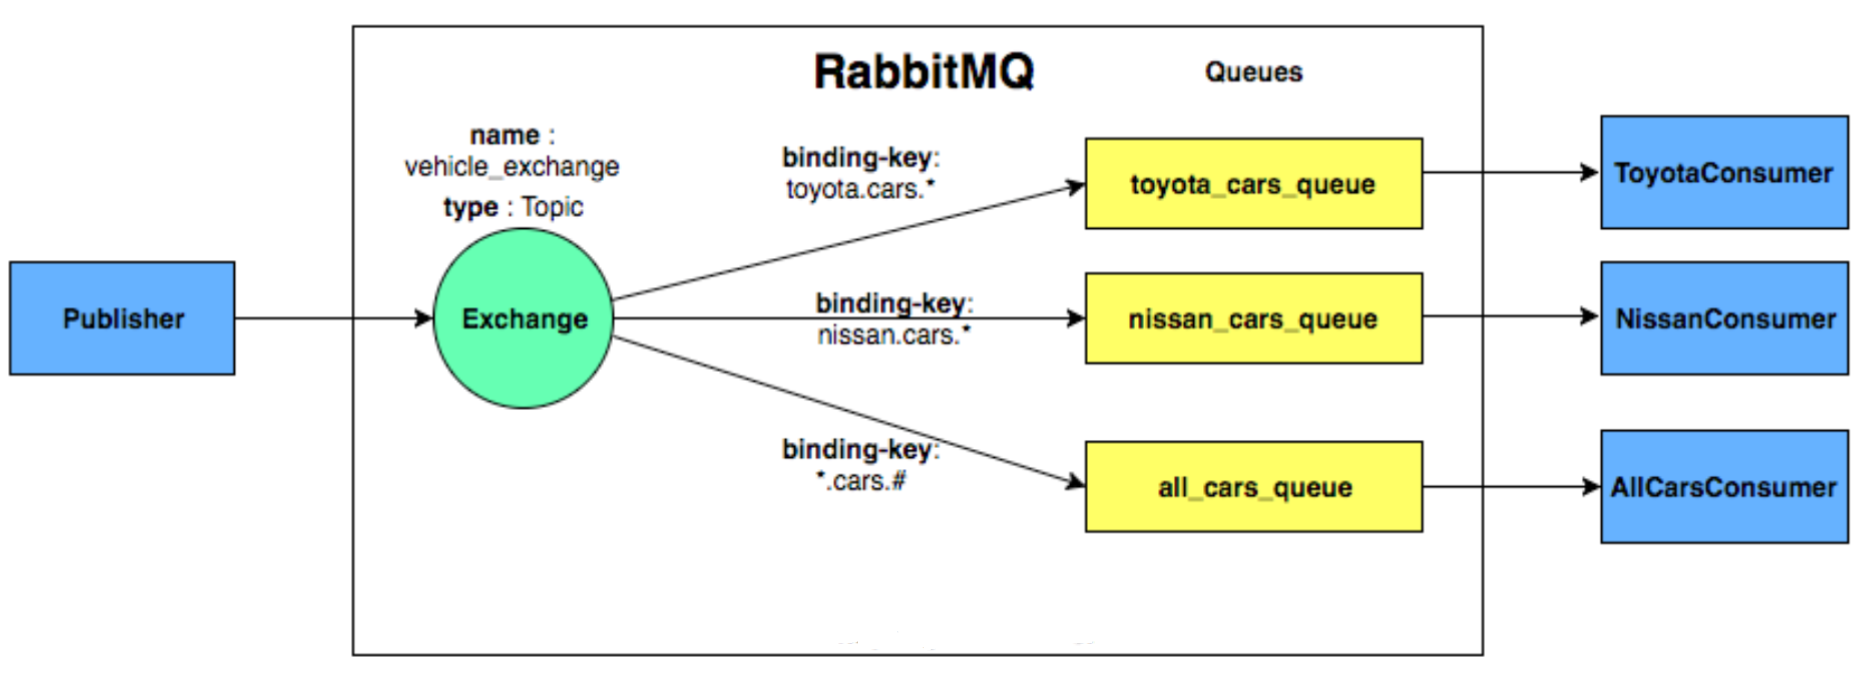 RabbitMQ
Queues
name :
vehicle_exchange
type : Topic
binding-key:
toyota.cars.*
toyota_cars_queue
ToyotaConsumer
Publisher
Exchange
binding-key:
nissan.cars.*
nissan_cars_queue
NissanConsumer
binding-key:
*.cars.#
all_cars_queue
AllCarsConsumer